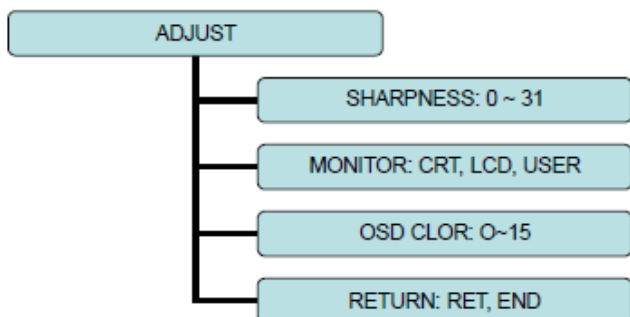 ADJUST
SHARPNESS: 0 ~ 31
MONITOR: CRT, LCD, USER
OSD CLOR: O~15
RETURN: RET, END